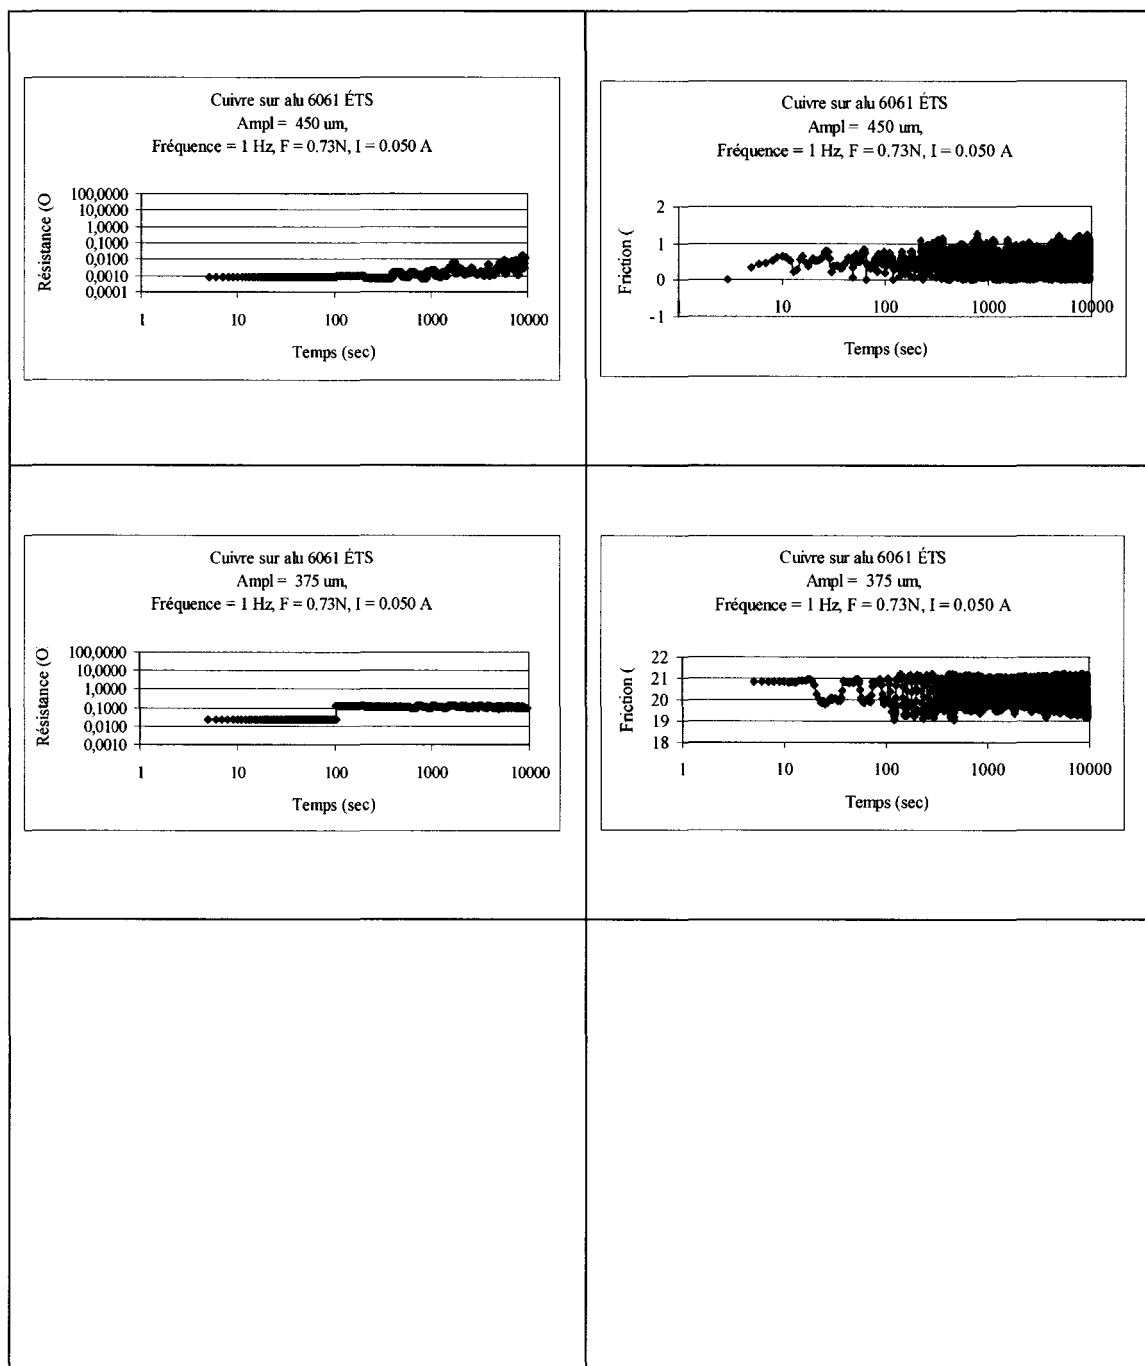 Cuivre sur alu 6061 ÉTS
Ampl = 450 um,
Fréquence = 1 Hz, F = 0.73N, I = 0.050 A
Résistance (O
100,0000
10,0000
1,0000
0,1000
0,0100
0,0010
0,0001
1 10 100 1000 10000
Temps (sec)
Cuivre sur alu 6061 ÉTS
Ampl = 450 um,
Fréquence = 1 Hz, F = 0.73N, I = 0.050 A
Friction (
2
1
0
-1
1 10 100 1000 10000
Temps (sec)
Cuivre sur alu 6061 ÉTS
Ampl = 375 um,
Fréquence = 1 Hz, F = 0.73N, I = 0.050 A
Résistance (O
100,0000
10,0000
1,0000
0,1000
0,0100
0,0010
1 10 100 1000 10000
Temps (sec)
Cuivre sur alu 6061 ÉTS
Ampl = 375 um,
Fréquence = 1 Hz, F = 0.73N, I = 0.050 A
Friction (
22
21
20
19
18
1 10 100 1000 10000
Temps (sec)